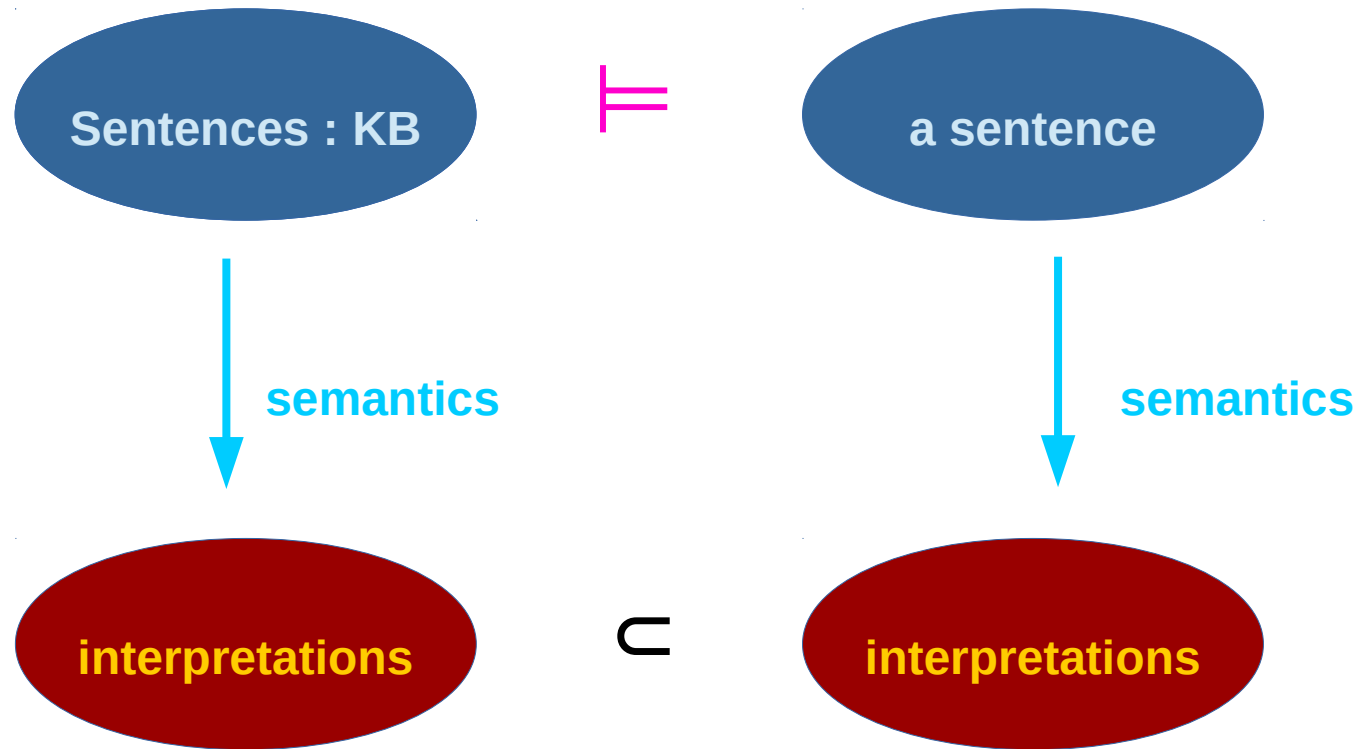 Sentences : KB
⊨
a sentence
semantics
semantics
interpretations
⊂
interpretations